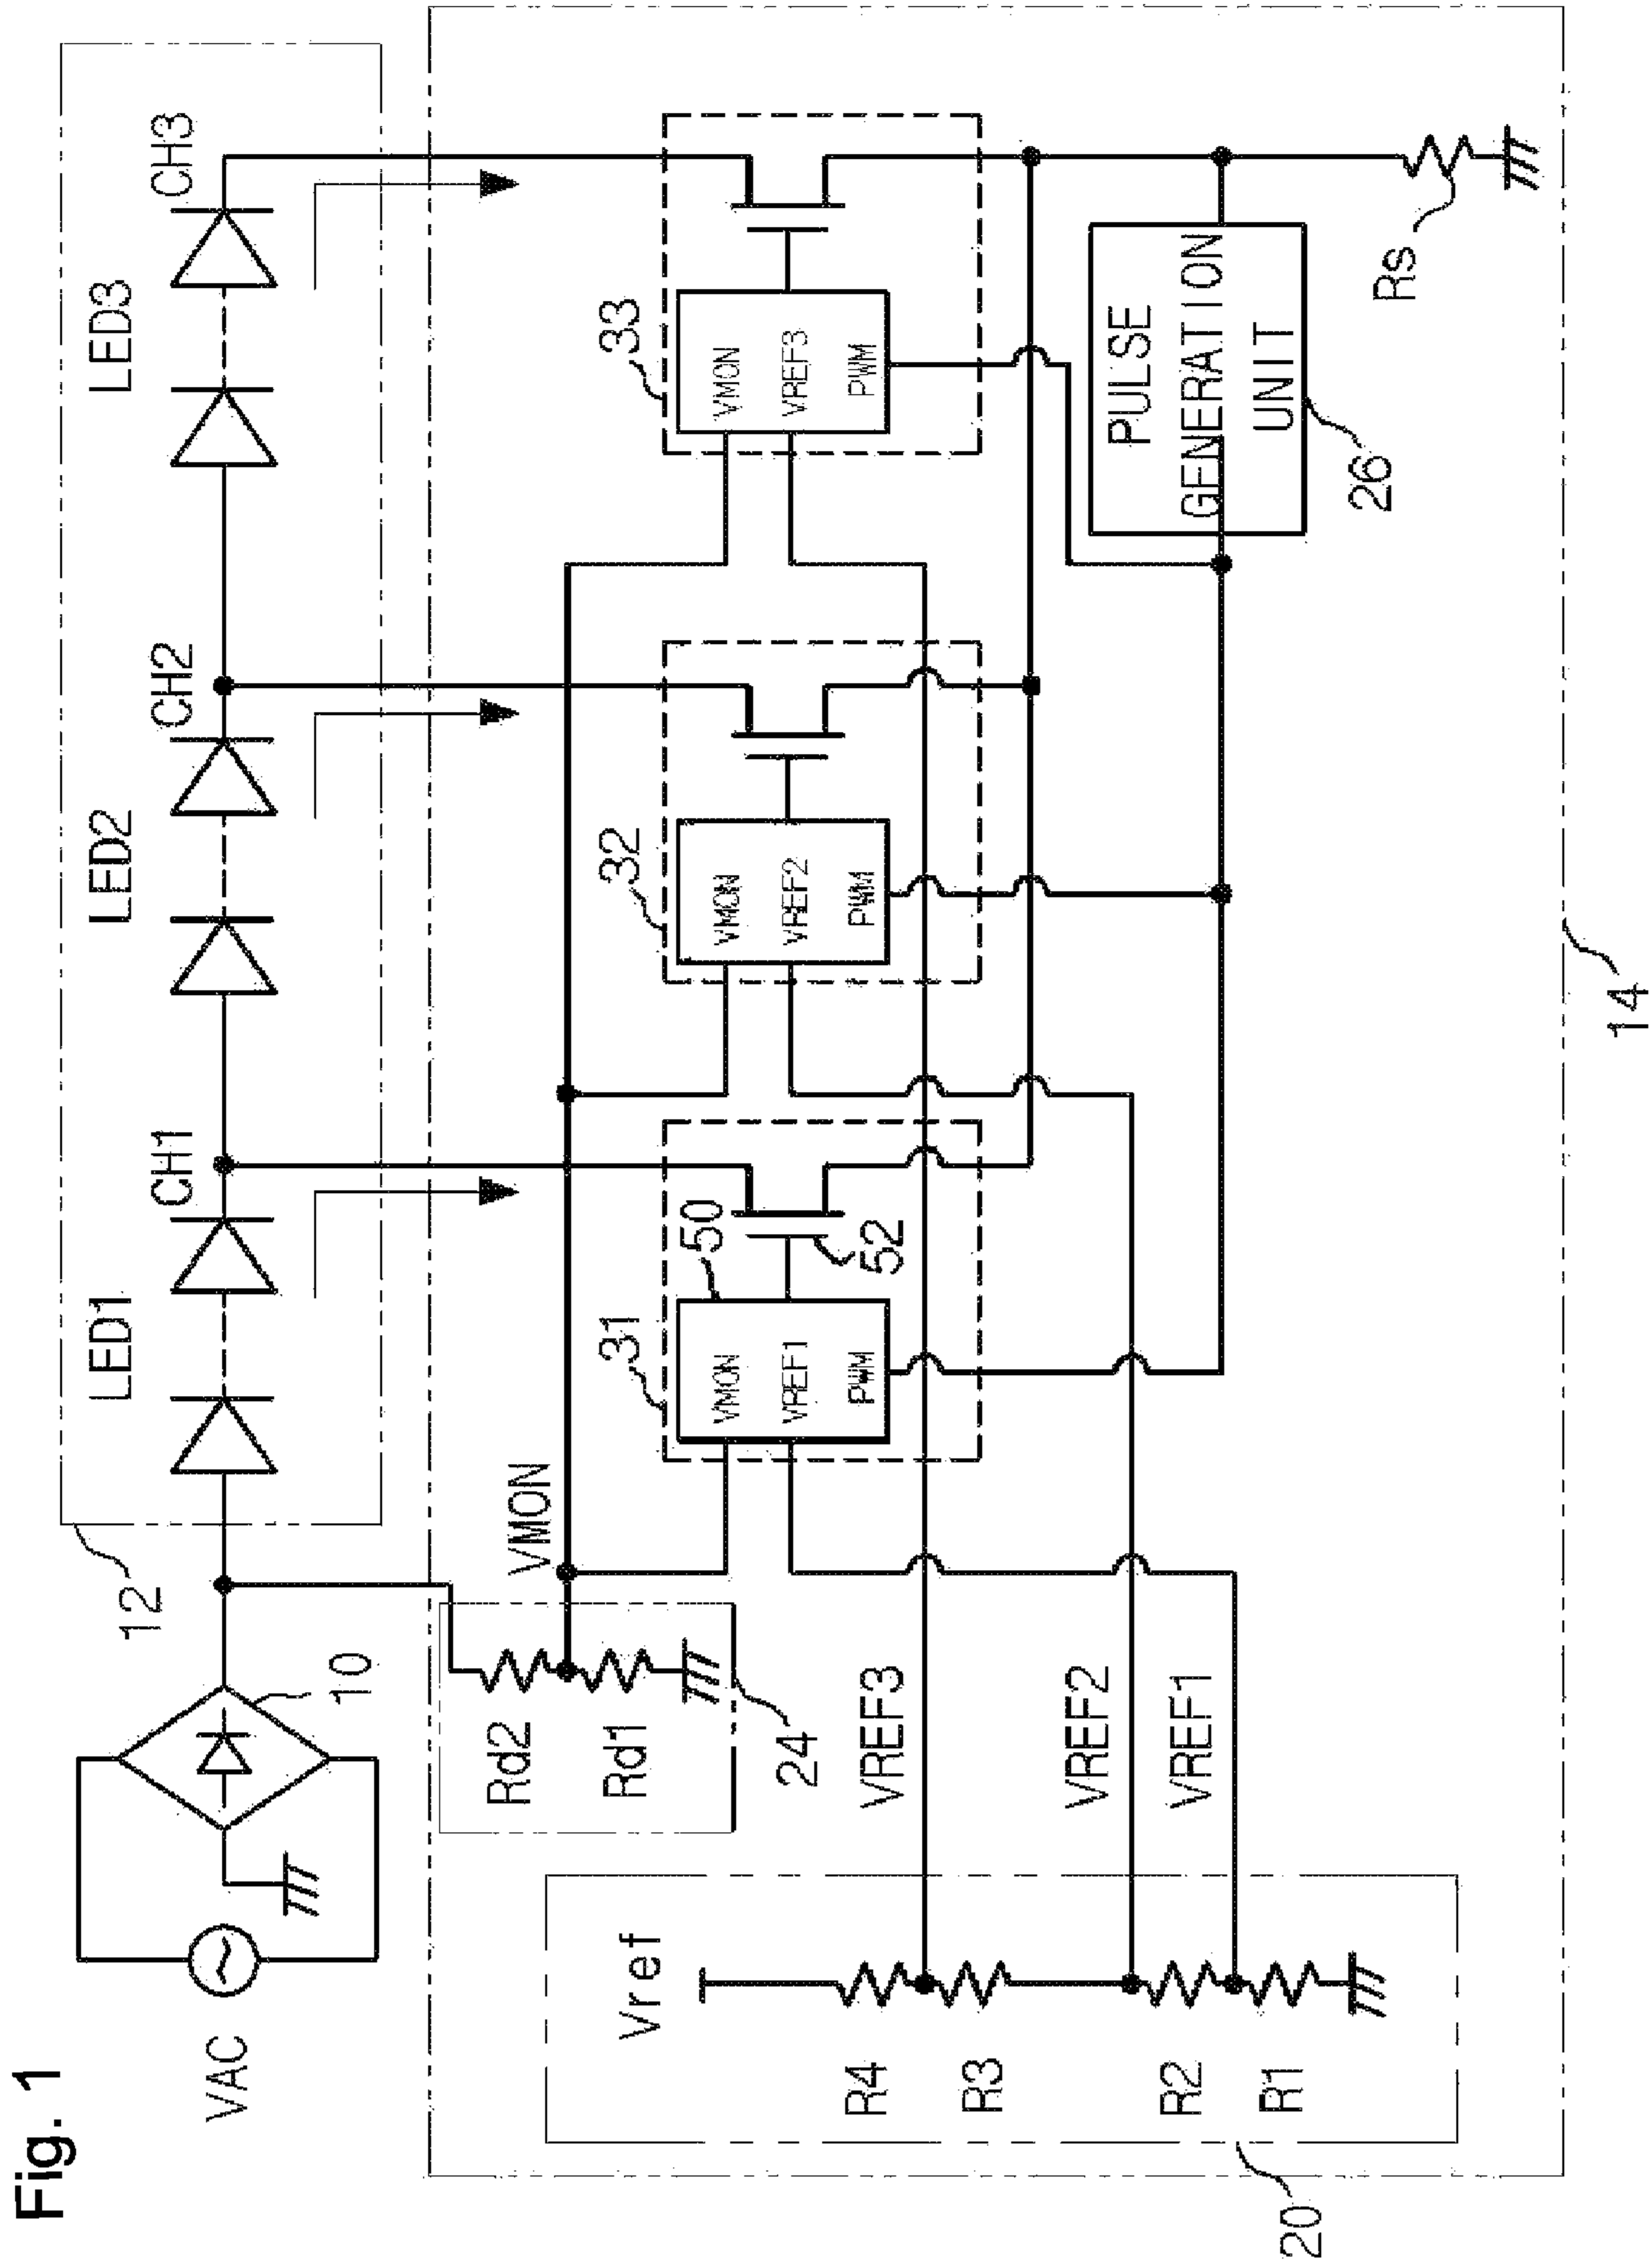 Fig. 1
VAC
10
12
LED1
CH1
LED2
CH2
LED3
CH3
Rd2
Rd1
24
VMON
31
50
52
VMON
VREF1
PWM
32
VMON
VREF2
PWM
33
VMON
VREF3
PWM
Vref
R4
R3
R2
R1
20
VREF3
VREF2
VREF1
PULSE
GENERATION
UNIT
26
Rs
14